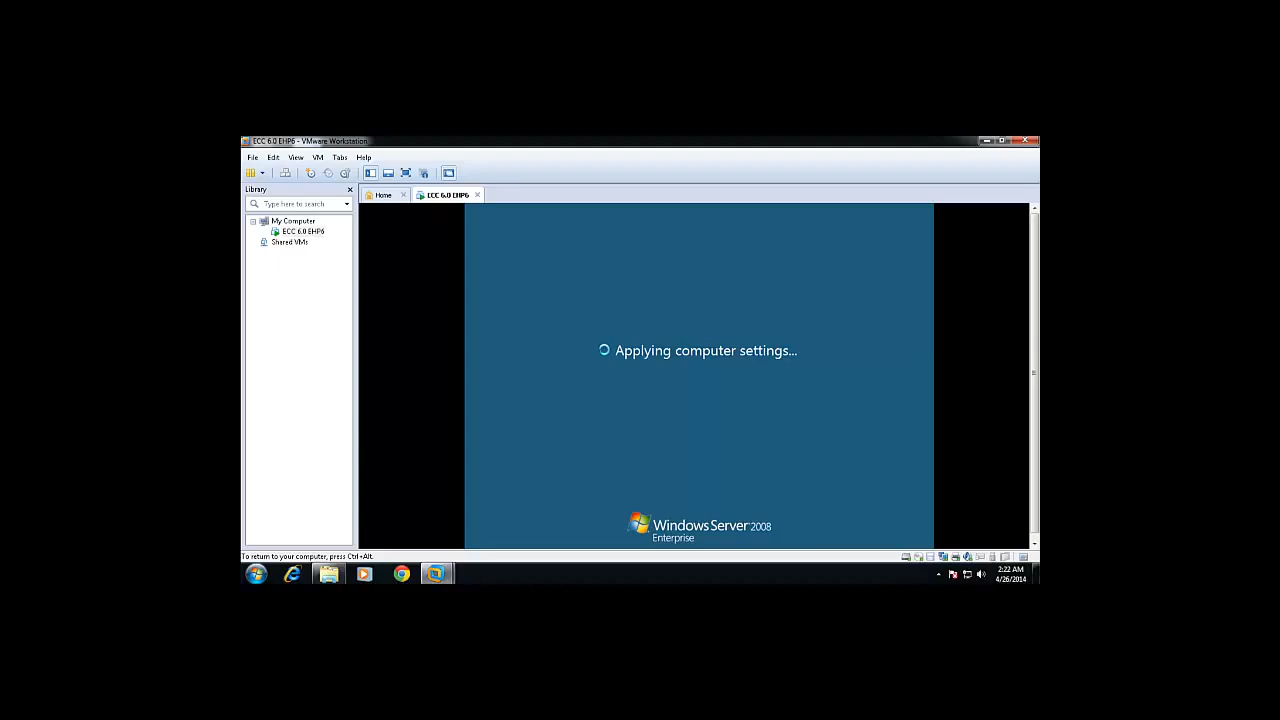 ECC 6.0 EHP6 - VMware Workstation
File Edit View VM Tabs Help
Library
Type here to search
My Computer
ECC 6.0 EHP6
Shared VMs
Home
ECC 6.0 EHP6
Applying computer settings...
Windows Server 2008
Enterprise
To return to your computer, press Ctrl+Alt.
2:22 AM
4/26/2014